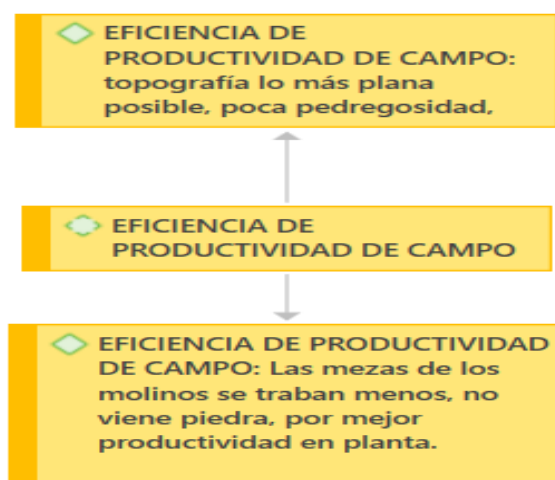 EFICIENCIA DE
PRODUCTIVIDAD DE CAMPO:
topografía lo más plana
posible, poca pedregosidad,
EFICIENCIA DE
PRODUCTIVIDAD DE CAMPO
EFICIENCIA DE PRODUCTIVIDAD
DE CAMPO: Las mezas de los
molinos se traban menos, no
viene piedra, por mejor
productividad en planta.